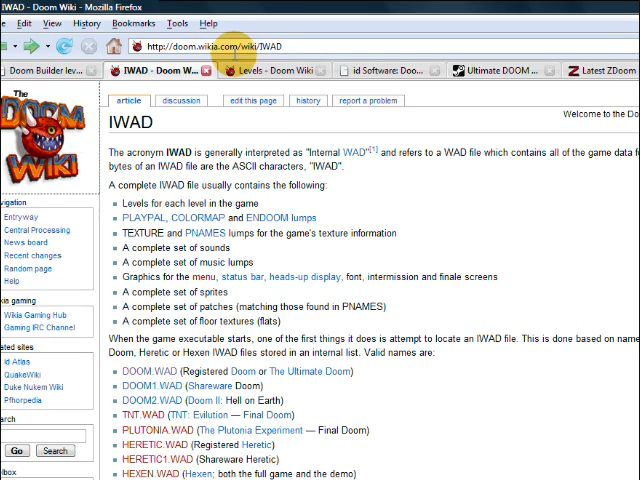 IWAD - Doom Wiki - Mozilla Firefox
Edit View History Bookmarks Tools Help
http://doom.wikia.com/wiki/IWAD
Doom Builder lev... IWAD - Doom W... Levels - Doom Wiki id Software: Doo... Ultimate DOOM ... Latest ZDoom
article discussion edit this page history report a problem
Welcome to the Do
The DOOM WIKI
IWAD
The acronym IWAD is generally interpreted as "Internal WAD"[1] and refers to a WAD file which contains all of the game data f
bytes of an IWAD file are the ASCII characters, "IWAD".
A complete IWAD file usually contains the following:
Levels for each level in the game
PLAYPAL, COLORMAP and ENDOOM lumps
TEXTURE and PNAMES lumps for the game's texture information
A complete set of sounds
A complete set of music lumps
Graphics for the menu, status bar, heads-up display, font, intermission and finale screens
A complete set of sprites
A complete set of patches (matching those found in PNAMES)
A complete set of floor textures (flats)
When the game executable starts, one of the first things it does is attempt to locate an IWAD file. This is done based on name
Doom, Heretic or Hexen IWAD files stored in an internal list. Valid names are:
DOOM.WAD (Registered Doom or The Ultimate Doom)
DOOM1.WAD (Shareware Doom)
DOOM2.WAD (Doom II: Hell on Earth)
TNT.WAD (TNT: Evilution — Final Doom)
PLUTONIA.WAD (The Plutonia Experiment — Final Doom)
HERETIC.WAD (Registered Heretic)
HERETIC1.WAD (Shareware Heretic)
HEXEN.WAD (Hexen; both the full game and the demo)
vigation
Entryway
Central Processing
News board
Recent changes
Random page
Help
kia gaming
Wikia Gaming Hub
Gaming IRC Channel
ated sites
id Atlas
QuakeWiki
Duke Nukem Wiki
Pfhorpedia
earch
Go Search
olbox